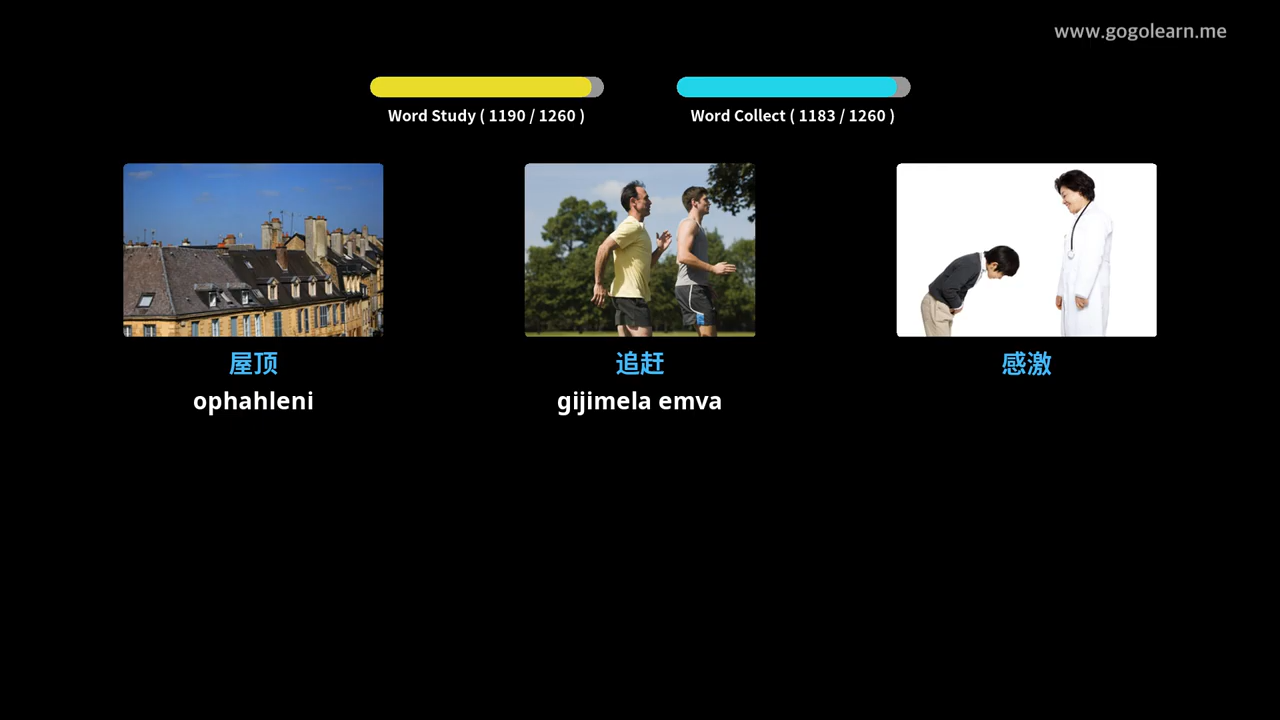 www.gogolearn.me
Word Study ( 1190 / 1260 )
Word Collect ( 1183 / 1260 )
屋顶
追赶
感激
ophahleni
gijimela emva